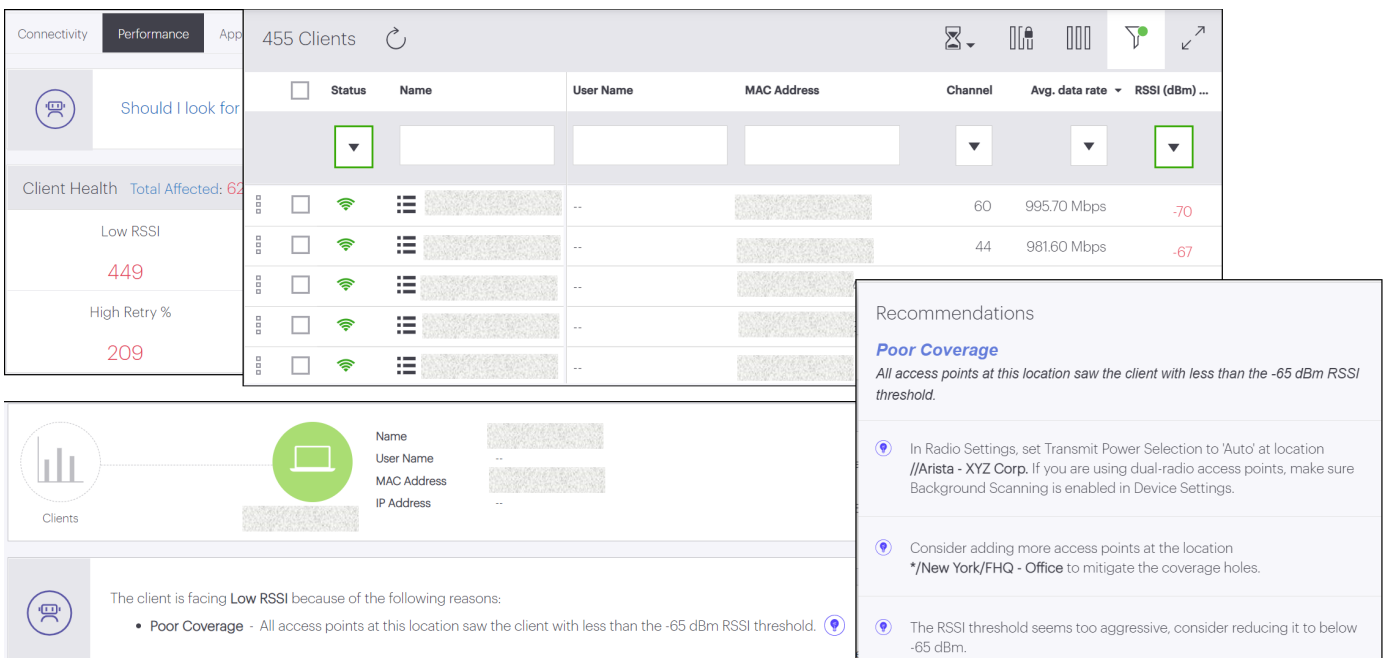 Connectivity
Performance
App
Should I look for
Client Health Total Affected: 62
Low RSSI
449
High Retry %
209
455 Clients
Status Name User Name MAC Address Channel Avg. data rate RSSI (dBm) ...
-- 60 995.70 Mbps -70
-- 44 981.60 Mbps -67
--
--
--
Clients
Name
User Name --
MAC Address
IP Address --
The client is facing Low RSSI because of the following reasons:
• Poor Coverage - All access points at this location saw the client with less than the -65 dBm RSSI threshold.
Recommendations
Poor Coverage
All access points at this location saw the client with less than the -65 dBm RSSI
threshold.
In Radio Settings, set Transmit Power Selection to 'Auto' at location
//Arista - XYZ Corp. If you are using dual-radio access points, make sure
Background Scanning is enabled in Device Settings.
Consider adding more access points at the location
*/New York/FHQ - Office to mitigate the coverage holes.
The RSSI threshold seems too aggressive, consider reducing it to below
-65 dBm.